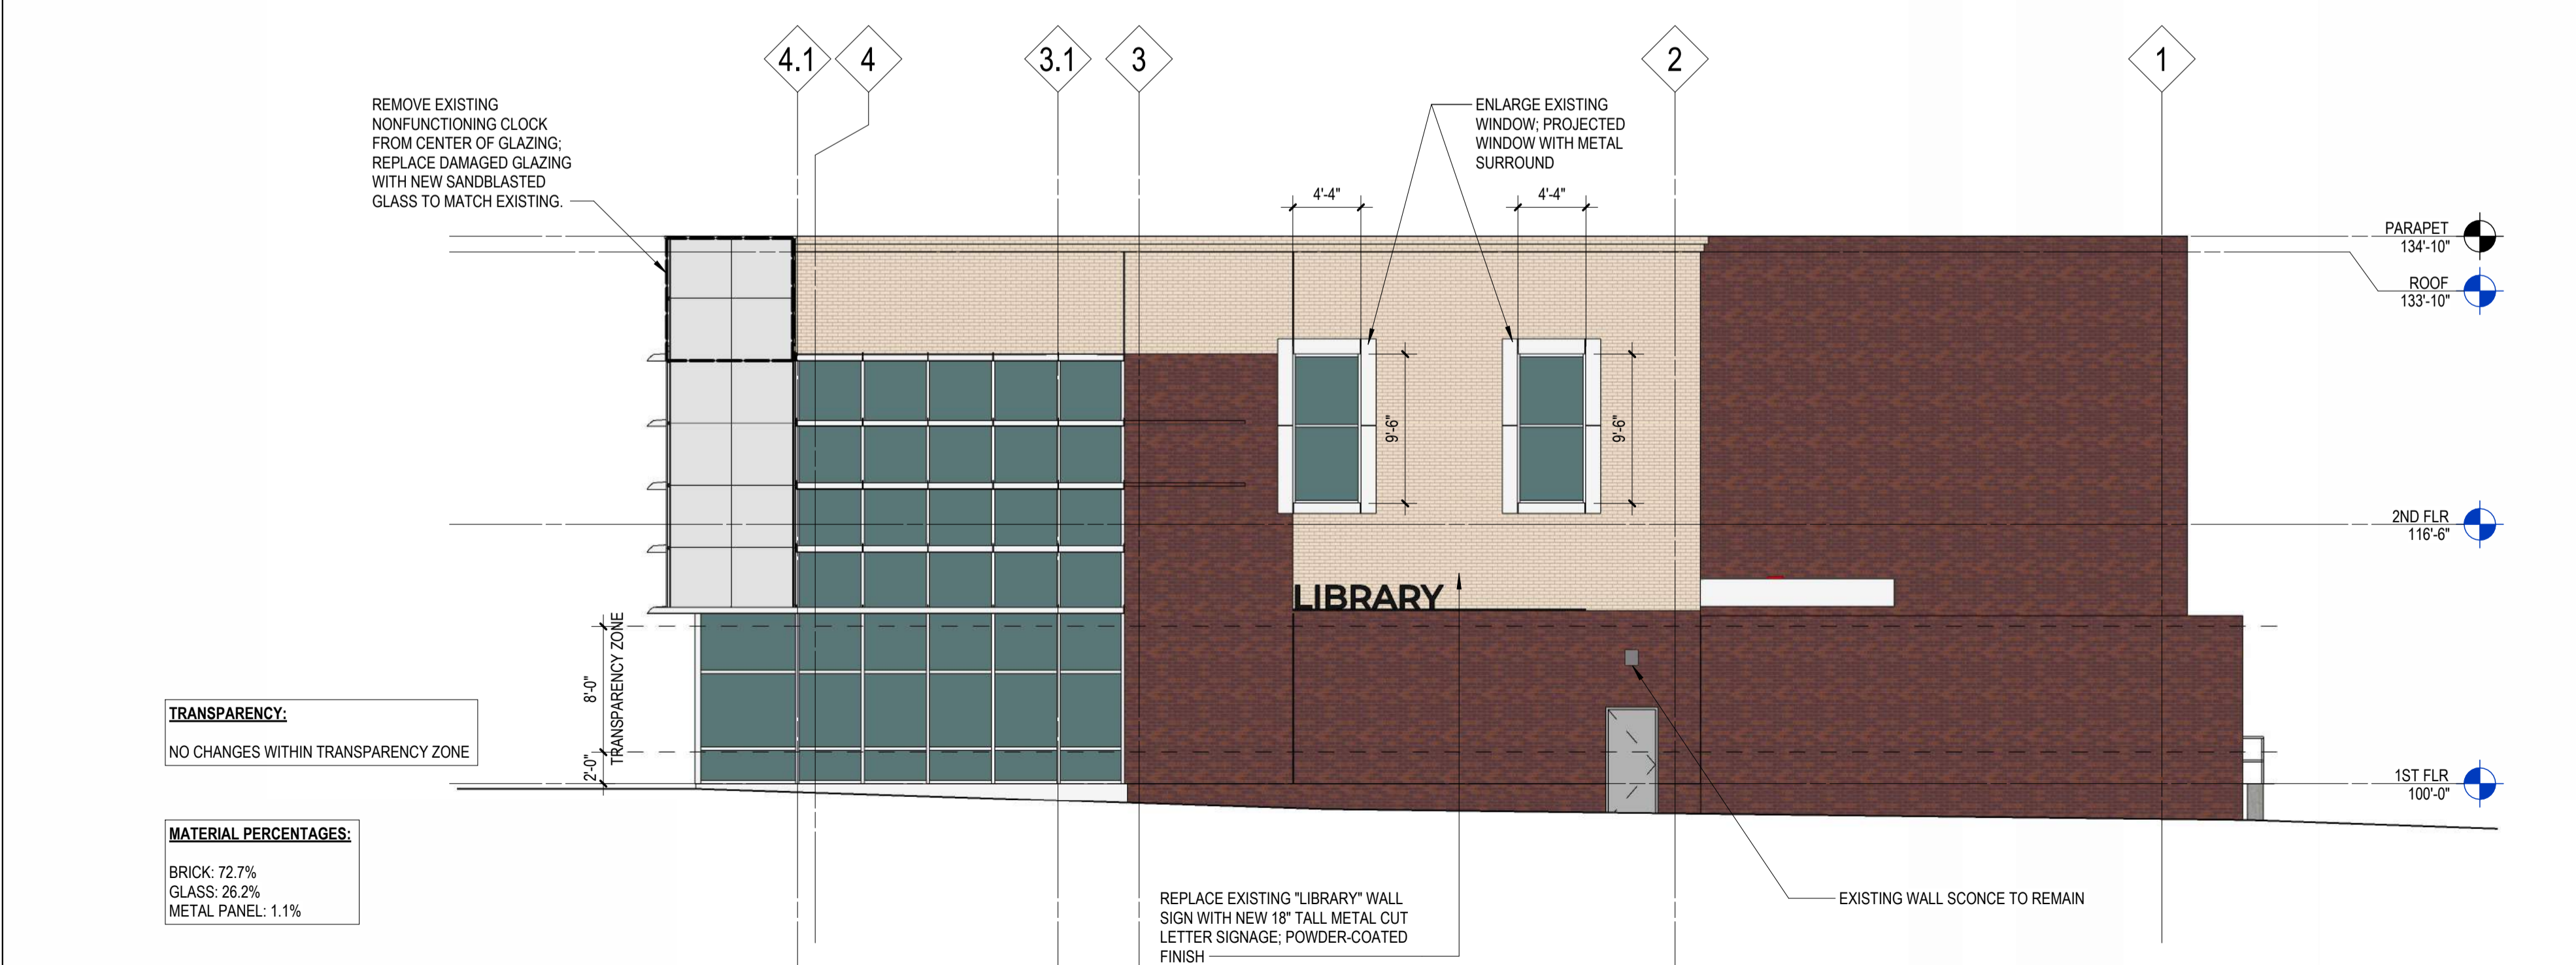 4.1
4
3.1
3
2
1
REMOVE EXISTING
NONFUNCTIONING CLOCK
FROM CENTER OF GLAZING;
REPLACE DAMAGED GLAZING
WITH NEW SANDBLASTED
GLASS TO MATCH EXISTING.
ENLARGE EXISTING
WINDOW; PROJECTED
WINDOW WITH METAL
SURROUND
4'-4"
4'-4"
PARAPET
134'-10"
ROOF
133'-10"
9'-6"
9'-6"
2ND FLR
116'-6"
LIBRARY
8'-0"
TRANSPARENCY ZONE
2'-0"
TRANSPARENCY:
NO CHANGES WITHIN TRANSPARENCY ZONE
1ST FLR
100'-0"
MATERIAL PERCENTAGES:
BRICK: 72.7%
GLASS: 26.2%
METAL PANEL: 1.1%
REPLACE EXISTING "LIBRARY" WALL
SIGN WITH NEW 18" TALL METAL CUT
LETTER SIGNAGE; POWDER-COATED
FINISH
EXISTING WALL SCONCE TO REMAIN